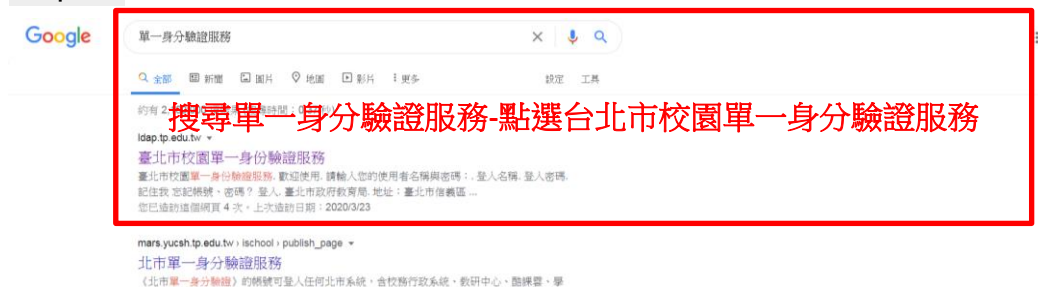 Google
單一身分驗證服務
全部 新聞 圖片 地圖 影片 更多 設定 工具
約有 2
搜尋單一身分驗證服務-點選台北市校園單一身分驗證服務
ldap.tp.edu.tw
臺北市校園單一身份驗證服務
臺北市校園單一身份驗證服務. 歡迎使用. 請輸入您的使用者名稱與密碼：. 登入名稱. 登入密碼.
記住我 忘記帳號、密碼？ 登入. 臺北市政府教育局. 地址：臺北市信義區 ...
您已造訪這個網頁 4 次。上次造訪日期：2020/3/23
mars.yucsh.tp.edu.tw › ischool › publish_page
北市單一身分驗證服務
《北市單一身分驗證》的帳號可登入任何北市系統，含校務行政系統、教研中心、酷課雲、學